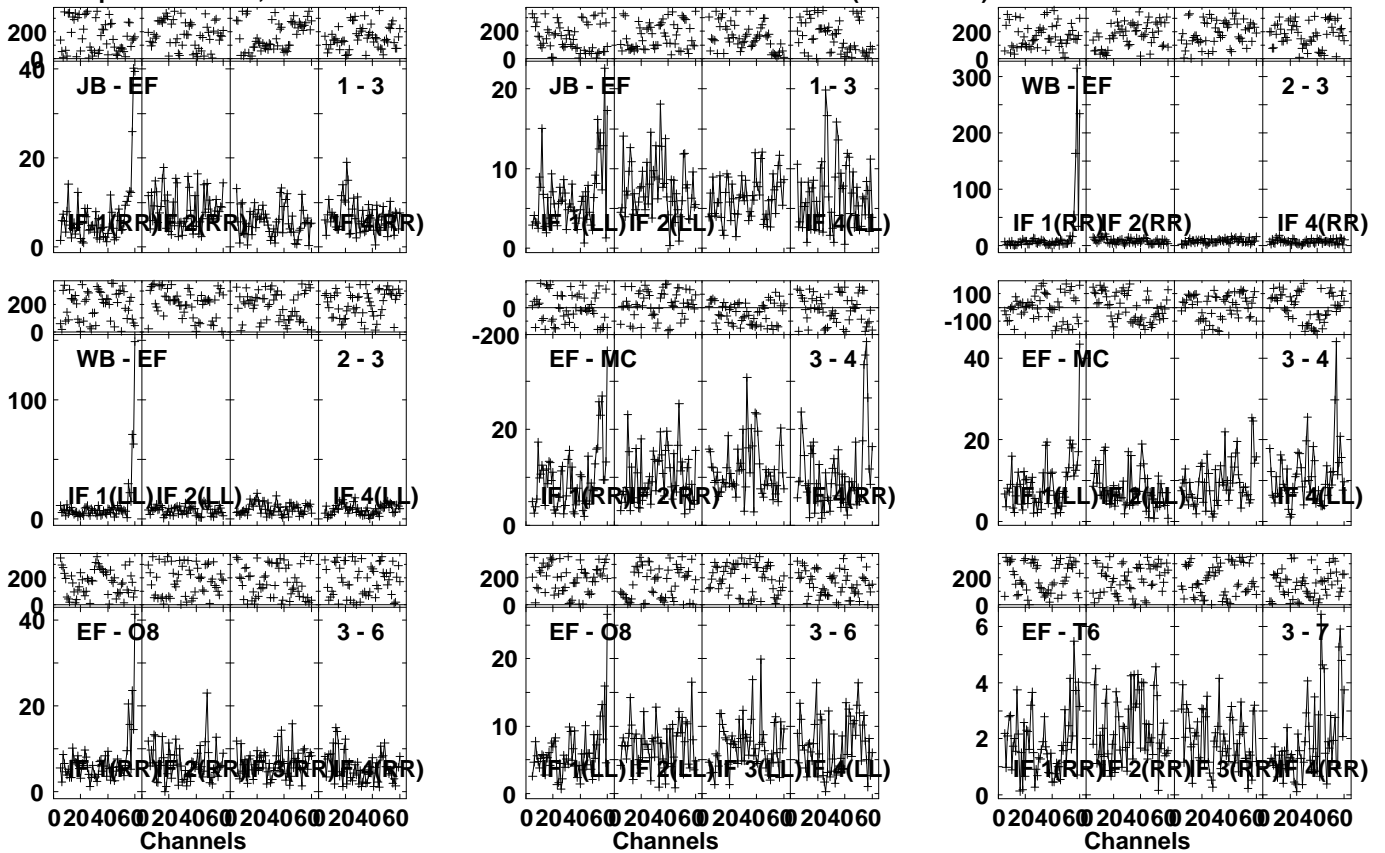 200
0
200
0
200
0
40
20
0
JB - EF
1 - 3
IF 1(RR) IF 2(RR)
IF 4(RR)
20
10
0
JB - EF
1 - 3
IF 1(LL) IF 2(LL)
IF 4(LL)
300
200
100
0
WB - EF
2 - 3
IF 1(RR) IF 2(RR)
IF 4(RR)
200
0
0
-200
100
-100
100
0
WB - EF
2 - 3
IF 1(LL) IF 2(LL)
IF 4(LL)
20
0
EF - MC
3 - 4
IF 1(RR) IF 2(RR)
IF 4(RR)
40
20
0
EF - MC
3 - 4
IF 1(LL) IF 2(LL)
IF 4(LL)
200
0
200
0
200
0
40
20
0
EF - O8
3 - 6
IF 1(RR) IF 2(RR) IF 3(RR) IF 4(RR)
20
10
0
EF - O8
3 - 6
IF 1(LL) IF 2(LL) IF 3(LL) IF 4(LL)
6
4
2
0
EF - T6
3 - 7
IF 1(RR) IF 2(RR) IF 3(RR) IF 4(RR)
0 20 40 60 0 20 40 60 0 20 40 60 0 20 40 60
Channels
0 20 40 60 0 20 40 60 0 20 40 60 0 20 40 60
Channels
0 20 40 60 0 20 40 60 0 20 40 60 0 20 40 60
Channels